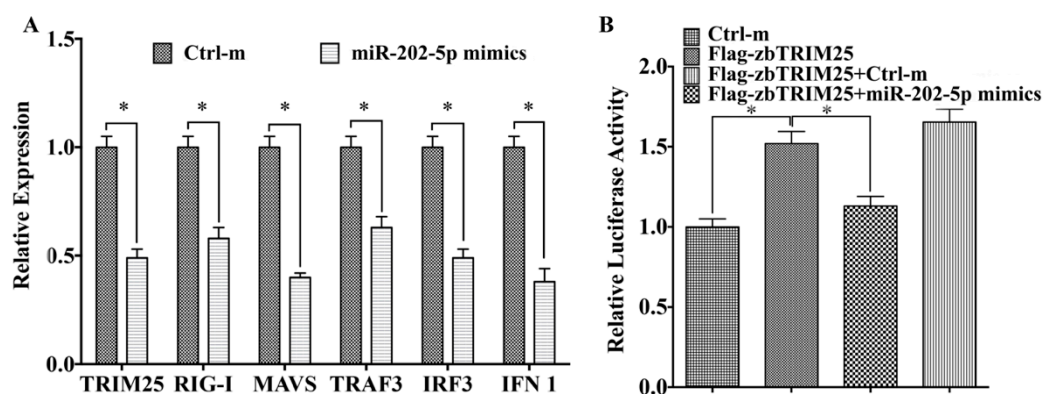 A
Ctrl-m
miR-202-5p mimics
Relative Expression
1.5
1.0
0.5
0.0
* * * * * *
TRIM25 RIG-I MAVS TRAF3 IRF3 IFN 1
B
Ctrl-m
Flag-zbTRIM25
Flag-zbTRIM25+Ctrl-m
Flag-zbTRIM25+miR-202-5p mimics
Relative Luciferase Activity
2.0
1.5
1.0
0.5
0.0
* *